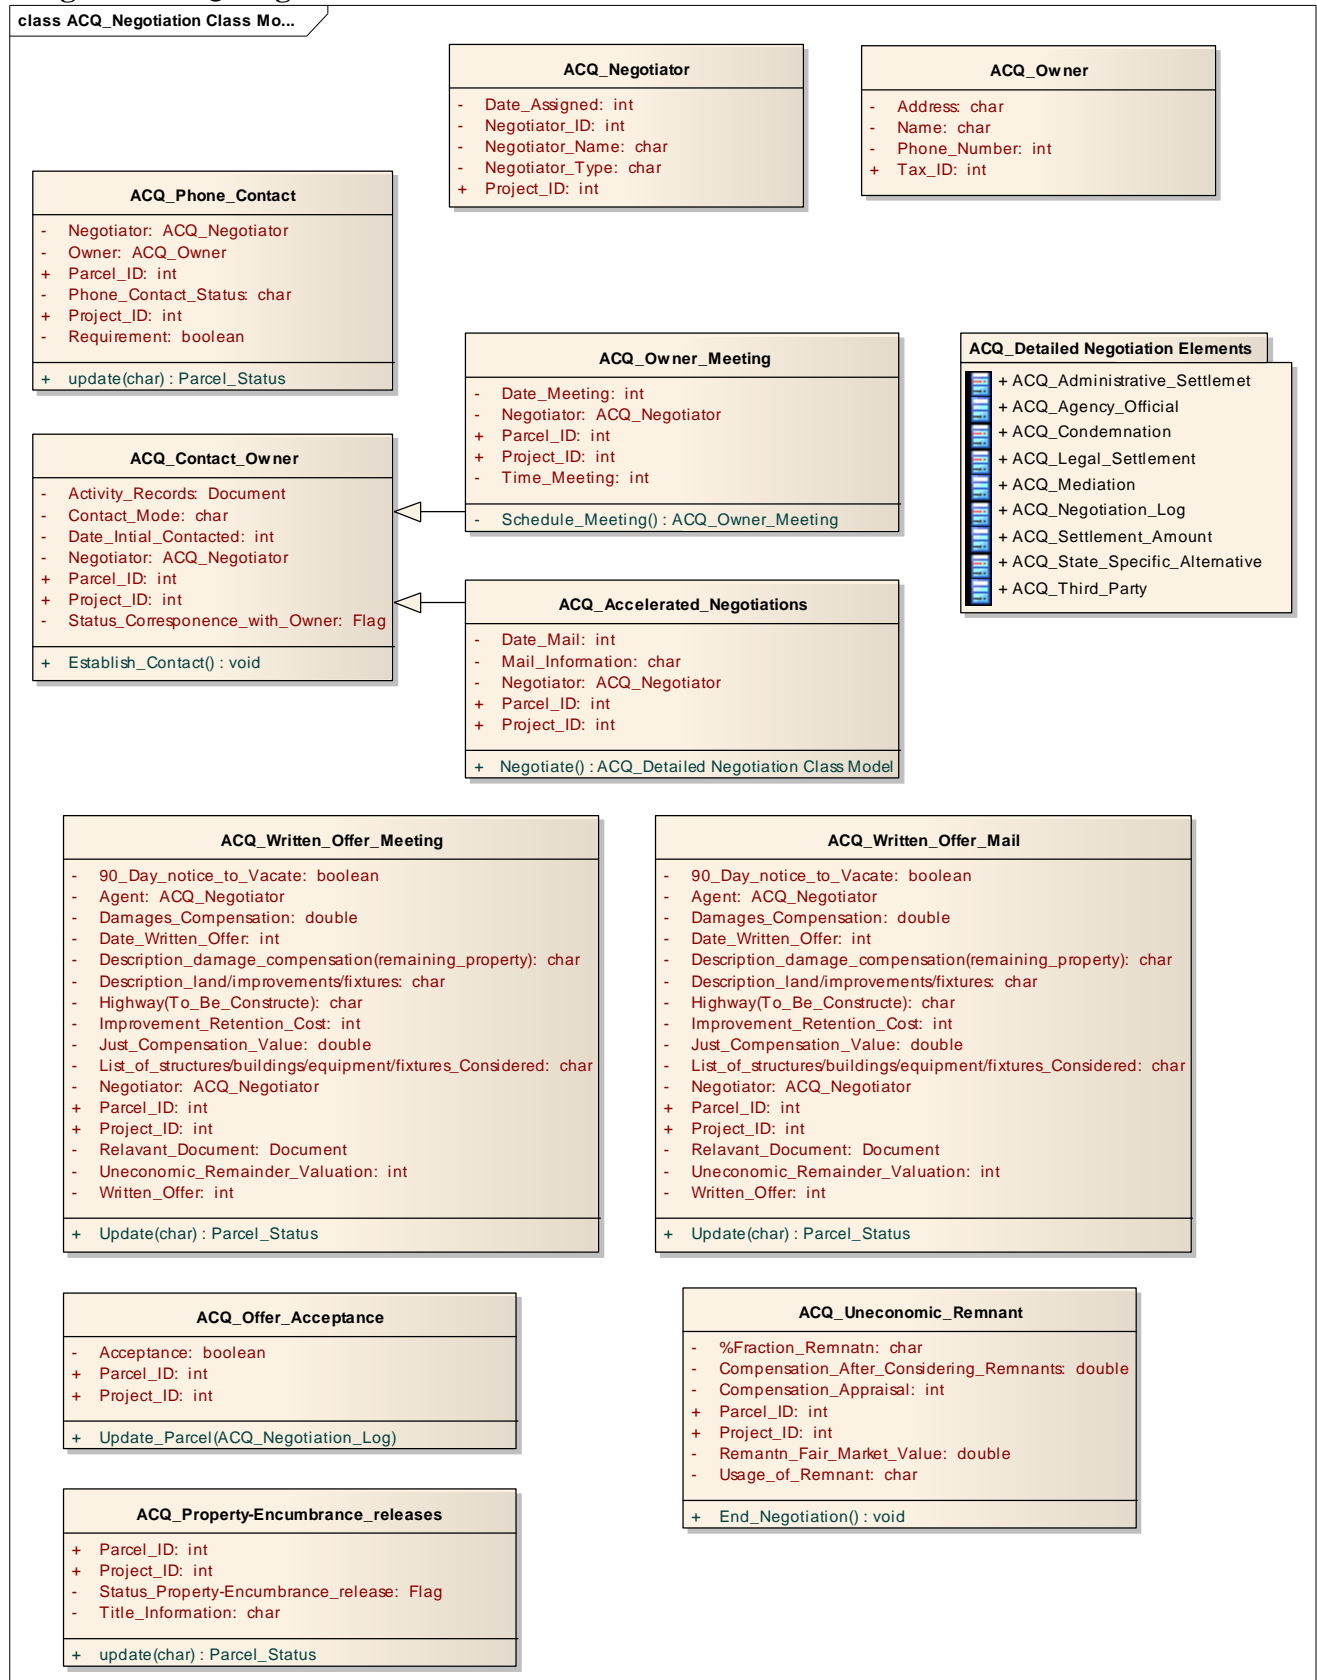 class ACQ_Negotiation Class Mo...
ACQ_Negotiator
- Date_Assigned: int
- Negotiator_ID: int
- Negotiator_Name: char
- Negotiator_Type: char
+ Project_ID: int
ACQ_Owner
- Address: char
- Name: char
- Phone_Number: int
+ Tax_ID: int
ACQ_Phone_Contact
- Negotiator: ACQ_Negotiator
- Owner: ACQ_Owner
+ Parcel_ID: int
- Phone_Contact_Status: char
+ Project_ID: int
- Requirement: boolean
+ update(char) : Parcel_Status
ACQ_Owner_Meeting
- Date_Meeting: int
- Negotiator: ACQ_Negotiator
+ Parcel_ID: int
+ Project_ID: int
- Time_Meeting: int
- Schedule_Meeting() : ACQ_Owner_Meeting
ACQ_Detailed Negotiation Elements
+ ACQ_Administrative_Settlemet
+ ACQ_Agency_Official
+ ACQ_Condemnation
+ ACQ_Legal_Settlement
+ ACQ_Mediation
+ ACQ_Negotiation_Log
+ ACQ_Settlement_Amount
+ ACQ_State_Specific_Alternative
+ ACQ_Third_Party
ACQ_Contact_Owner
- Activity_Records: Document
- Contact_Mode: char
- Date_Intial_Contacted: int
- Negotiator: ACQ_Negotiator
+ Parcel_ID: int
+ Project_ID: int
- Status_Corresponence_with_Owner: Flag
+ Establish_Contact() : void
ACQ_Accelerated_Negotiations
- Date_Mail: int
- Mail_Information: char
- Negotiator: ACQ_Negotiator
+ Parcel_ID: int
+ Project_ID: int
+ Negotiate() : ACQ_Detailed Negotiation Class Model
ACQ_Written_Offer_Meeting
- 90_Day_notice_to_Vacate: boolean
- Agent: ACQ_Negotiator
- Damages_Compensation: double
- Date_Written_Offer: int
- Description_damage_compensation(remaining_property): char
- Description_land/improvements/fixtures: char
- Highway(To_Be_Constructe): char
- Improvement_Retention_Cost: int
- Just_Compensation_Value: double
- List_of_structures/buildings/equipment/fixtures_Considered: char
- Negotiator: ACQ_Negotiator
+ Parcel_ID: int
+ Project_ID: int
- Relavant_Document: Document
- Uneconomic_Remainder_Valuation: int
- Written_Offer: int
+ Update(char) : Parcel_Status
ACQ_Written_Offer_Mail
- 90_Day_notice_to_Vacate: boolean
- Agent: ACQ_Negotiator
- Damages_Compensation: double
- Date_Written_Offer: int
- Description_damage_compensation(remaining_property): char
- Description_land/improvements/fixtures: char
- Highway(To_Be_Constructe): char
- Improvement_Retention_Cost: int
- Just_Compensation_Value: double
- List_of_structures/buildings/equipment/fixtures_Considered: char
- Negotiator: ACQ_Negotiator
+ Parcel_ID: int
+ Project_ID: int
- Relavant_Document: Document
- Uneconomic_Remainder_Valuation: int
- Written_Offer: int
+ Update(char) : Parcel_Status
ACQ_Offer_Acceptance
- Acceptance: boolean
+ Parcel_ID: int
+ Project_ID: int
+ Update_Parcel(ACQ_Negotiation_Log)
ACQ_Uneconomic_Remnant
- %Fraction_Remnatn: char
- Compensation_After_Considering_Remnants: double
- Compensation_Appraisal: int
+ Parcel_ID: int
+ Project_ID: int
- Remantn_Fair_Market_Value: double
- Usage_of_Remnant: char
+ End_Negotiation() : void
ACQ_Property-Encumbrance_releases
+ Parcel_ID: int
+ Project_ID: int
- Status_Property-Encumbrance_release: Flag
- Title_Information: char
+ update(char) : Parcel_Status